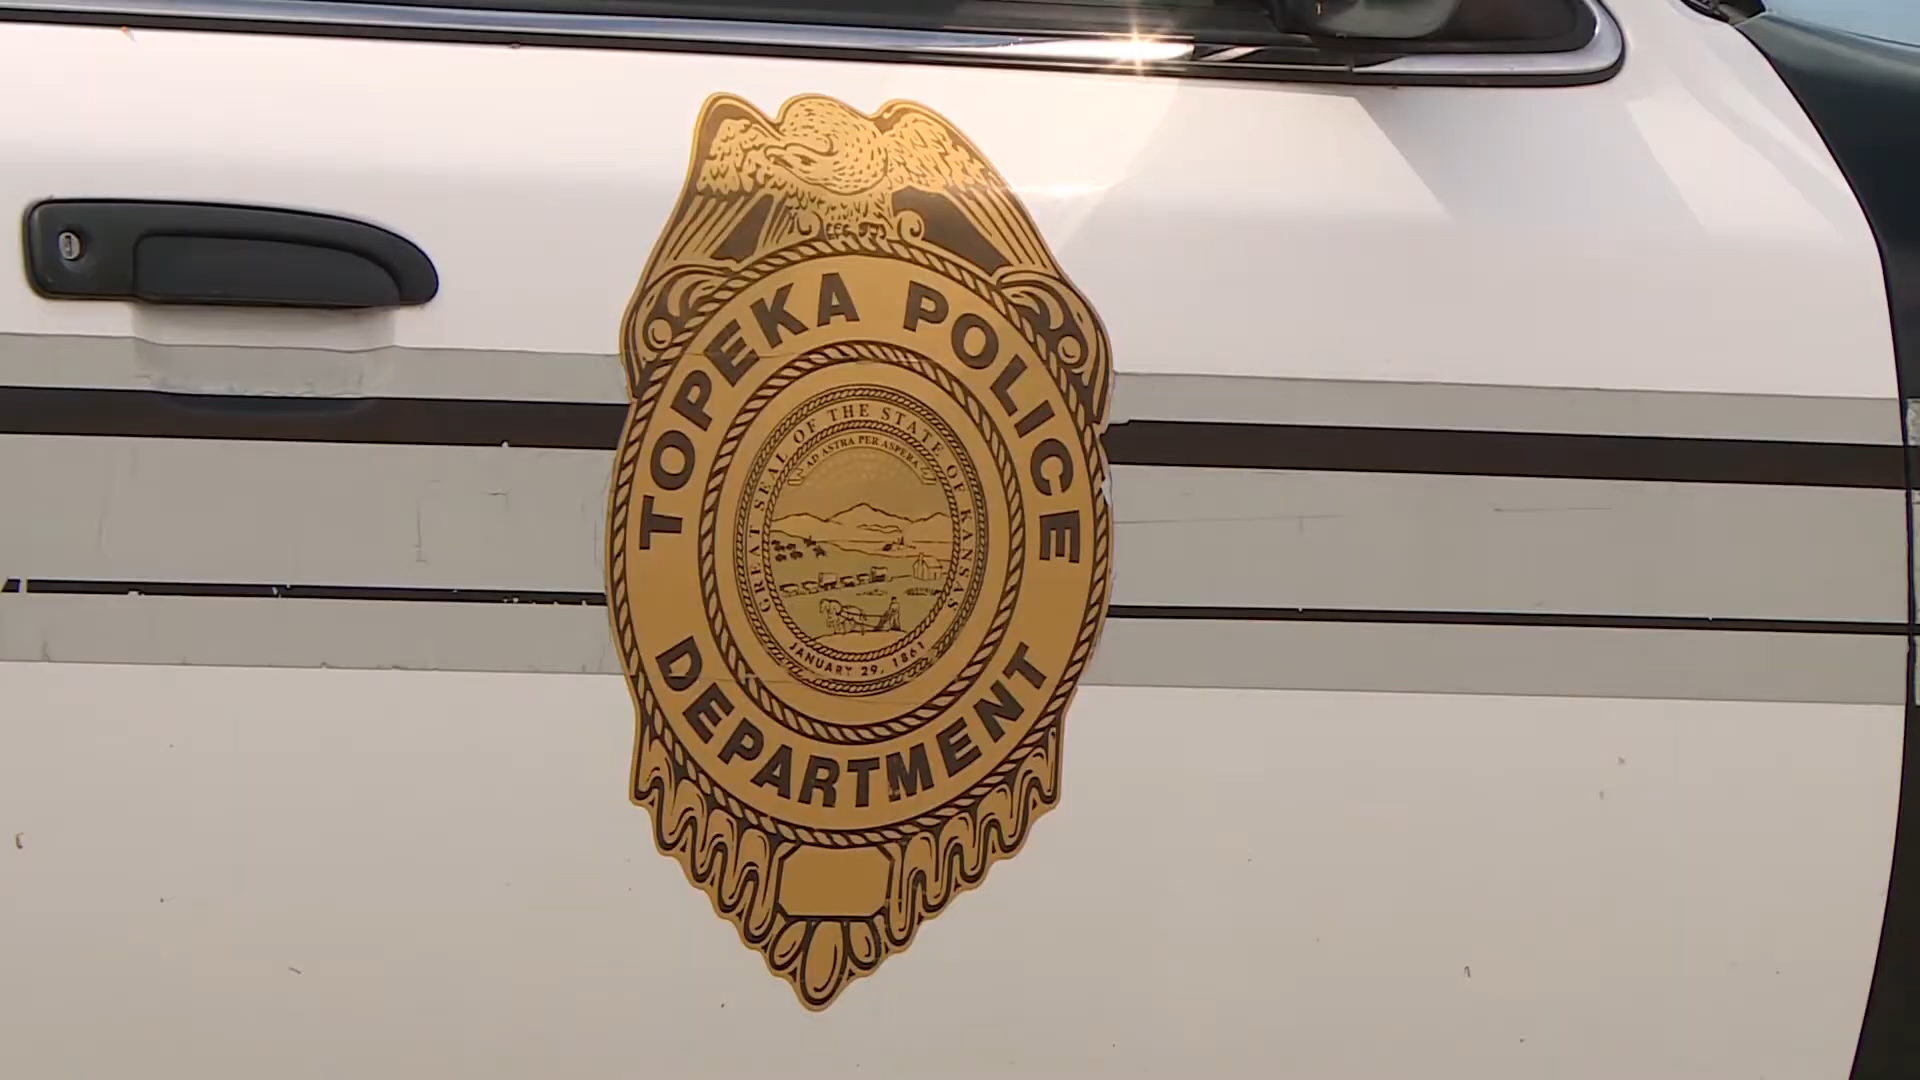 TOPEKA POLICE
GREAT SEAL OF THE STATE OF KANSAS
AD ASTRA PER ASPERA
JANUARY 29, 1861
DEPARTMENT